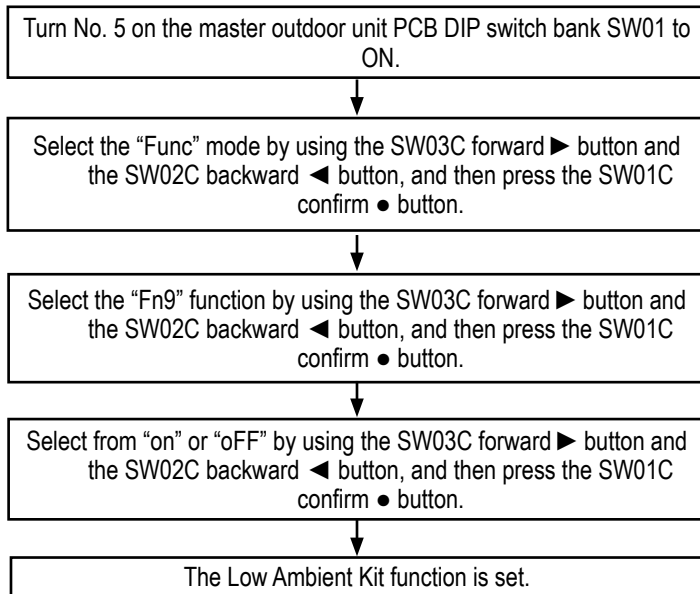 Turn No. 5 on the master outdoor unit PCB DIP switch bank SW01 to
ON.
Select the “Func” mode by using the SW03C forward ► button and
the SW02C backward ◄ button, and then press the SW01C
confirm ● button.
Select the “Fn9” function by using the SW03C forward ► button and
the SW02C backward ◄ button, and then press the SW01C
confirm ● button.
Select from “on” or “oFF” by using the SW03C forward ► button and
the SW02C backward ◄ button, and then press the SW01C
confirm ● button.
The Low Ambient Kit function is set.